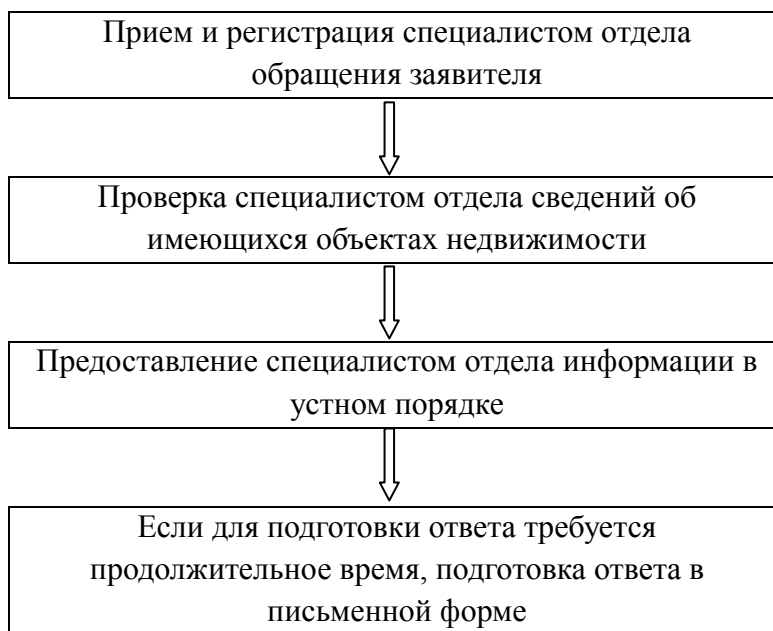 Прием и регистрация специалистом отдела
обращения заявителя
Проверка специалистом отдела сведений об
имеющихся объектах недвижимости
Предоставление специалистом отдела информации в
устном порядке
Если для подготовки ответа требуется
продолжительное время, подготовка ответа в
письменной форме